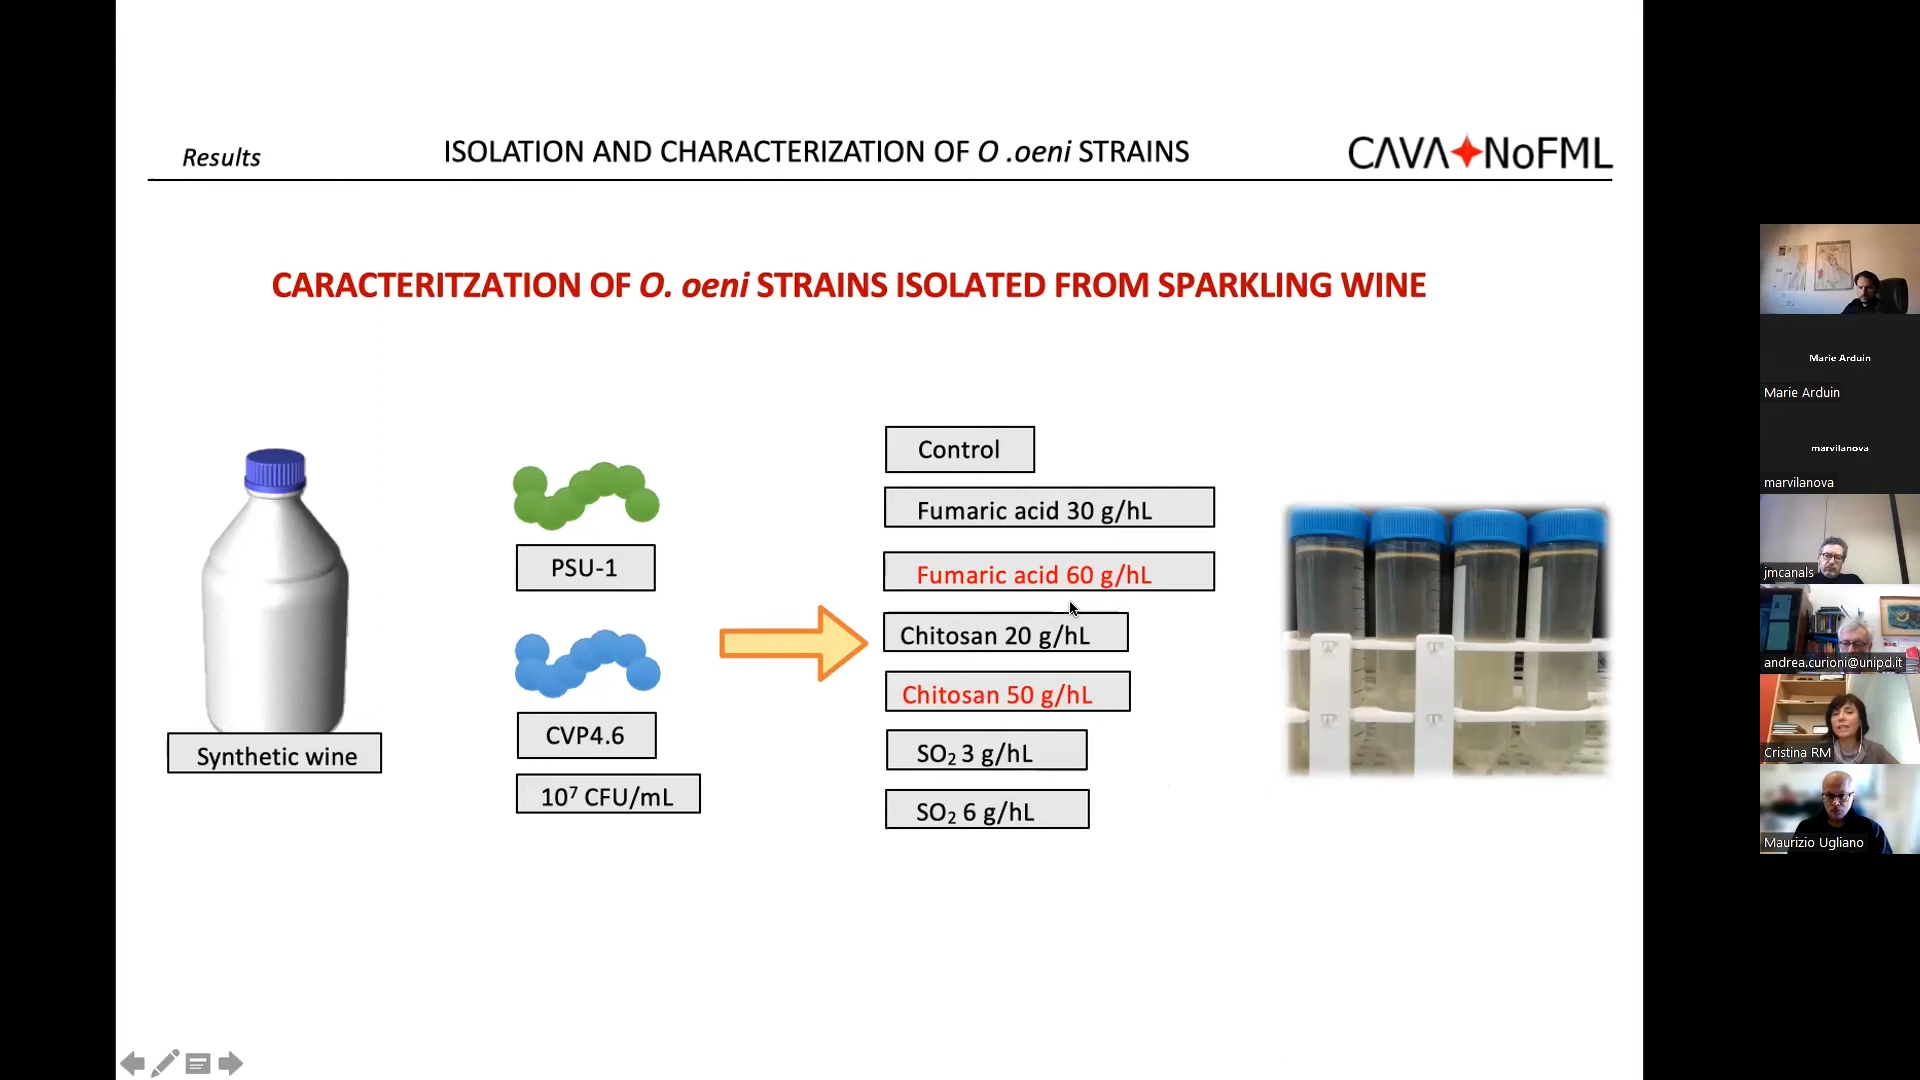 Results
ISOLATION AND CHARACTERIZATION OF O .oeni STRAINS
CAVA NoFML
CARACTERITZATION OF O. oeni STRAINS ISOLATED FROM SPARKLING WINE
Synthetic wine
PSU-1
CVP4.6
10⁷ CFU/mL
Control
Fumaric acid 30 g/hL
Fumaric acid 60 g/hL
Chitosan 20 g/hL
Chitosan 50 g/hL
SO₂ 3 g/hL
SO₂ 6 g/hL
Marie Arduin
Marie Arduin
marvilanova
marvilanova
jmcanals
andrea.curioni@unipd.it
Cristina RM
Maurizio Ugliano